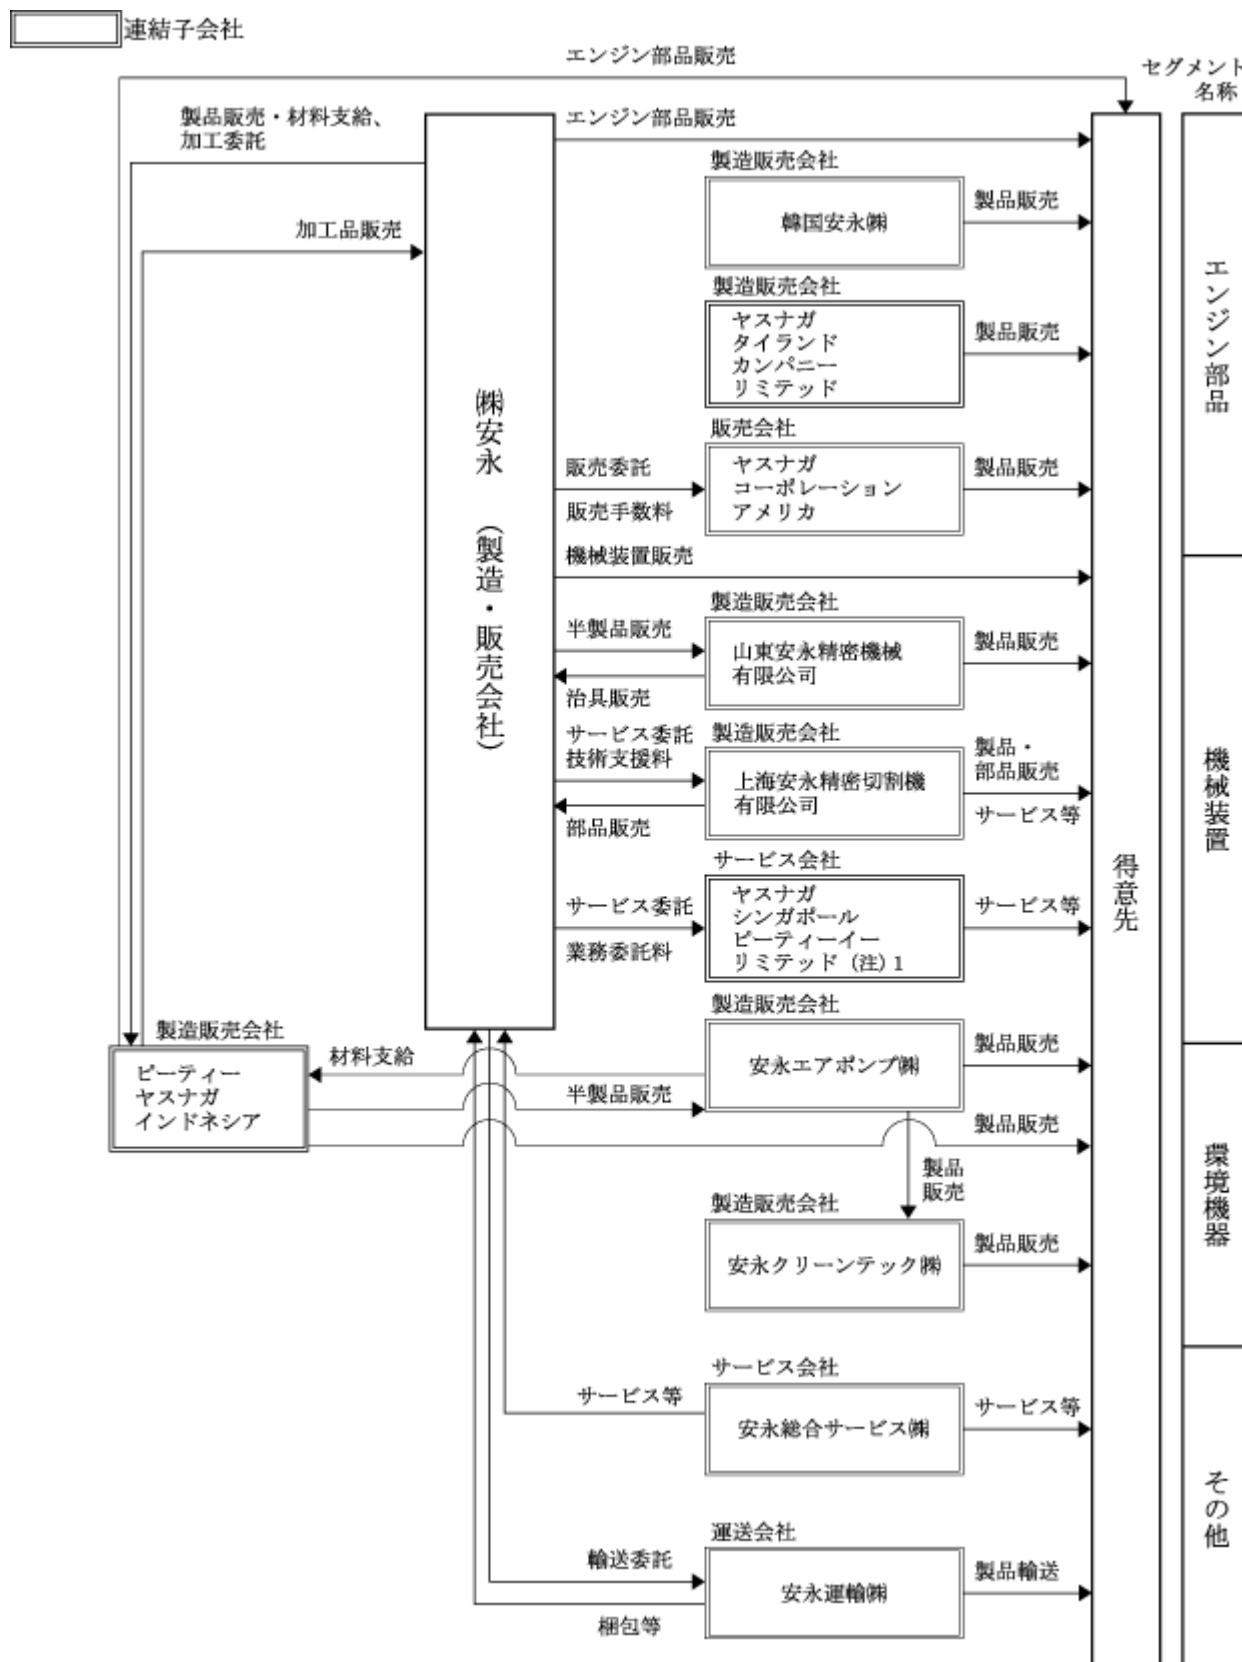 連結子会社
エンジン部品販売
セグメント
名称
製品販売・材料支給、
加工委託
エンジン部品販売
製造販売会社
韓国安永㈱
製品販売
加工品販売
製造販売会社
ヤスナガ
タイランド
カンパニー
リミテッド
製品販売
エンジン部品
㈱安永 (製造・販売会社)
販売会社
販売委託
販売手数料
ヤスナガ
コーポレーション
アメリカ
製品販売
機械装置販売
製造販売会社
半製品販売
治具販売
山東安永精密機械
有限公司
製品販売
サービス委託
技術支援料
部品販売
製造販売会社
上海安永精密切割機
有限公司
製品・
部品販売
サービス等
機械装置
得意先
サービス会社
サービス委託
業務委託料
ヤスナガ
シンガポール
ピーティーイー
リミテッド (注) 1
サービス等
製造販売会社
安永エアポンプ㈱
製品販売
製造販売会社
ピーティー
ヤスナガ
インドネシア
材料支給
半製品販売
製品販売
製品
販売
環境機器
製造販売会社
安永クリーンテック㈱
製品販売
サービス会社
サービス等
安永総合サービス㈱
サービス等
その他
運送会社
輸送委託
梱包等
安永運輸㈱
製品輸送